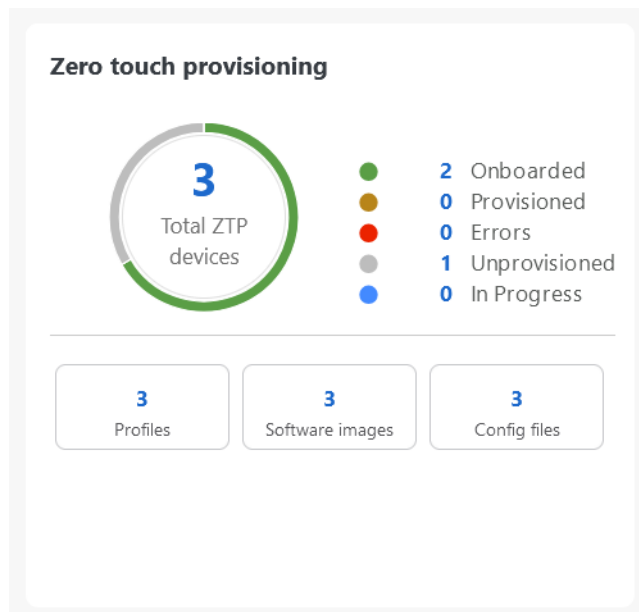 Zero touch provisioning
3
Total ZTP
devices
2 Onboarded
0 Provisioned
0 Errors
1 Unprovisioned
0 In Progress
3
Profiles
3
Software images
3
Config files